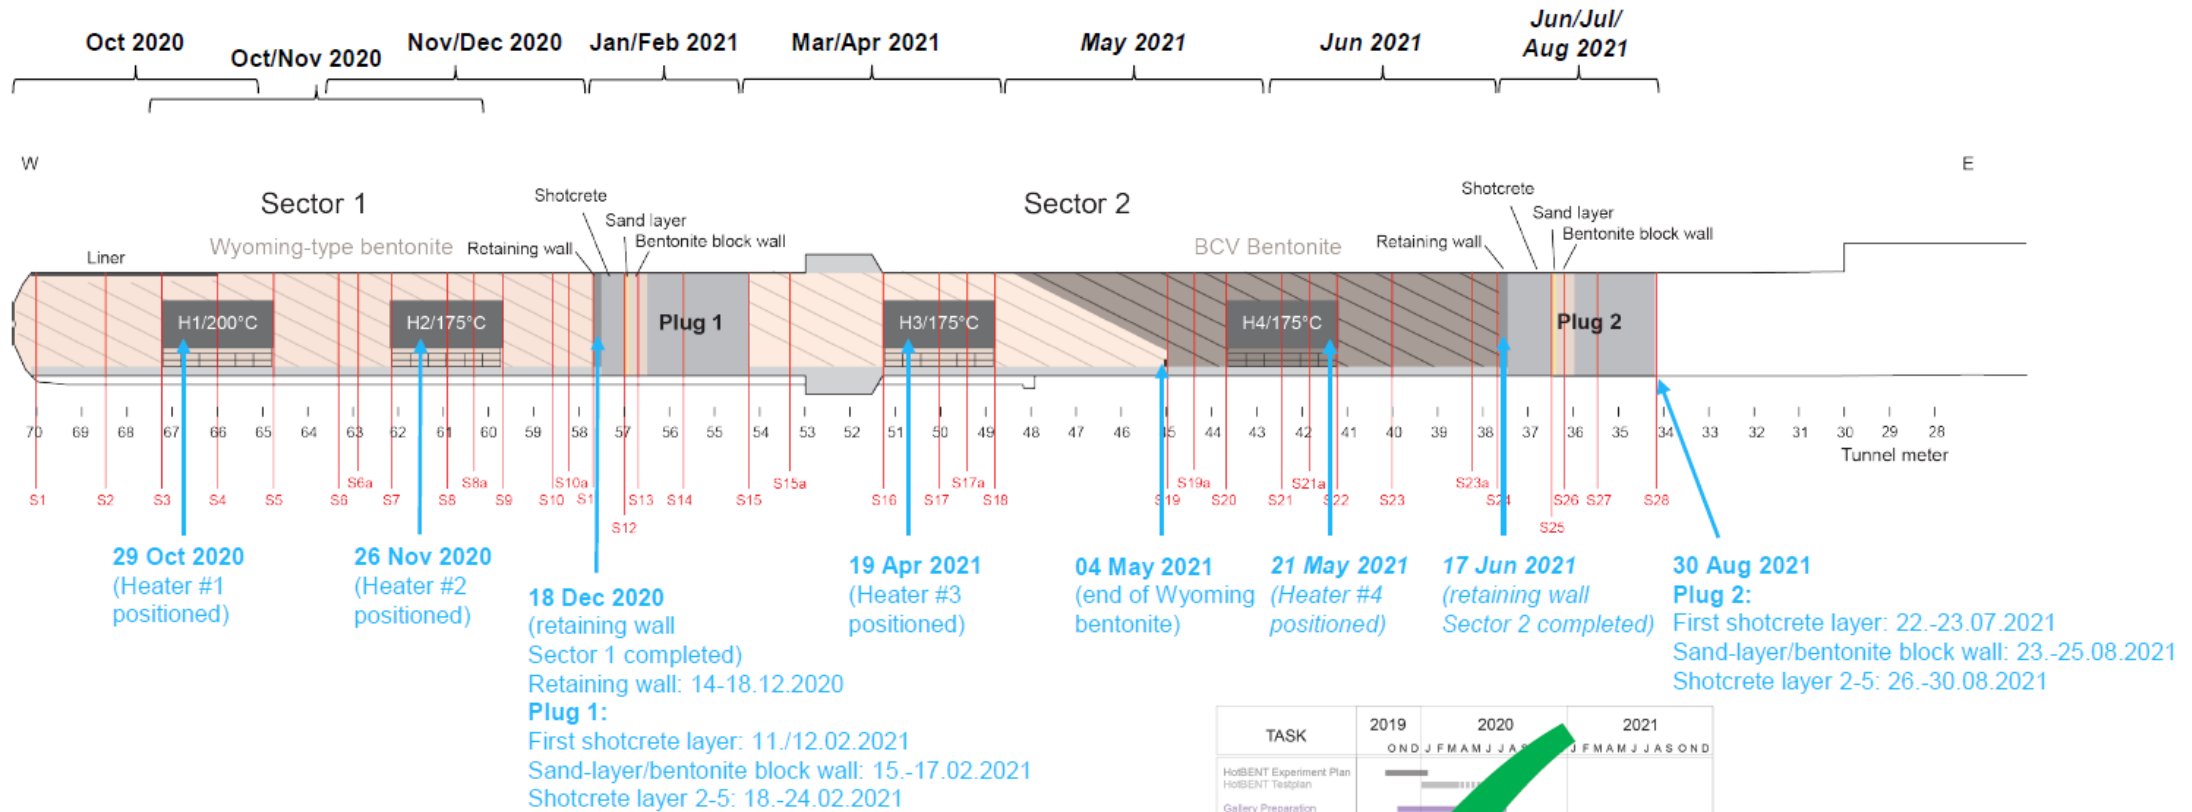 Oct 2020
Oct/Nov 2020
Nov/Dec 2020
Jan/Feb 2021
Mar/Apr 2021
May 2021
Jun 2021
Jun/Jul/
Aug 2021
W
E
Sector 1
Sector 2
Liner
Wyoming-type bentonite
Retaining wall
Shotcrete
Sand layer
Bentonite block wall
BCV Bentonite
Retaining wall
Shotcrete
Sand layer
Bentonite block wall
H1/200°C
H2/175°C
Plug 1
H3/175°C
H4/175°C
Plug 2
70 69 68 67 66 65 64 63 62 61 60 59 58 57 56 55 54 53 52 51 50 49 48 47 46 45 44 43 42 41 40 39 38 37 36 35 34 33 32 31 30 29 28
Tunnel meter
S1 S2 S3 S4 S5 S6 S6a S7 S8 S8a S9 S10 S10a S1 S12 S13 S14 S15 S15a S16 S17 S17a S18 S19 S19a S20 S21 S21a S22 S23 S23a S24 S25 S26 S27 S28
29 Oct 2020
(Heater #1
positioned)
26 Nov 2020
(Heater #2
positioned)
18 Dec 2020
(retaining wall
Sector 1 completed)
Retaining wall: 14-18.12.2020
Plug 1:
First shotcrete layer: 11./12.02.2021
Sand-layer/bentonite block wall: 15.-17.02.2021
Shotcrete layer 2-5: 18.-24.02.2021
19 Apr 2021
(Heater #3
positioned)
04 May 2021
(end of Wyoming
bentonite)
21 May 2021
(Heater #4
positioned)
17 Jun 2021
(retaining wall
Sector 2 completed)
30 Aug 2021
Plug 2:
First shotcrete layer: 22.-23.07.2021
Sand-layer/bentonite block wall: 23.-25.08.2021
Shotcrete layer 2-5: 26.-30.08.2021
TASK
2019 2020 2021
O N D J F M A M J J A S J F M A M J J A S O N D
HotBENT Experiment Plan
HotBENT Testplan
Gallery Preparation